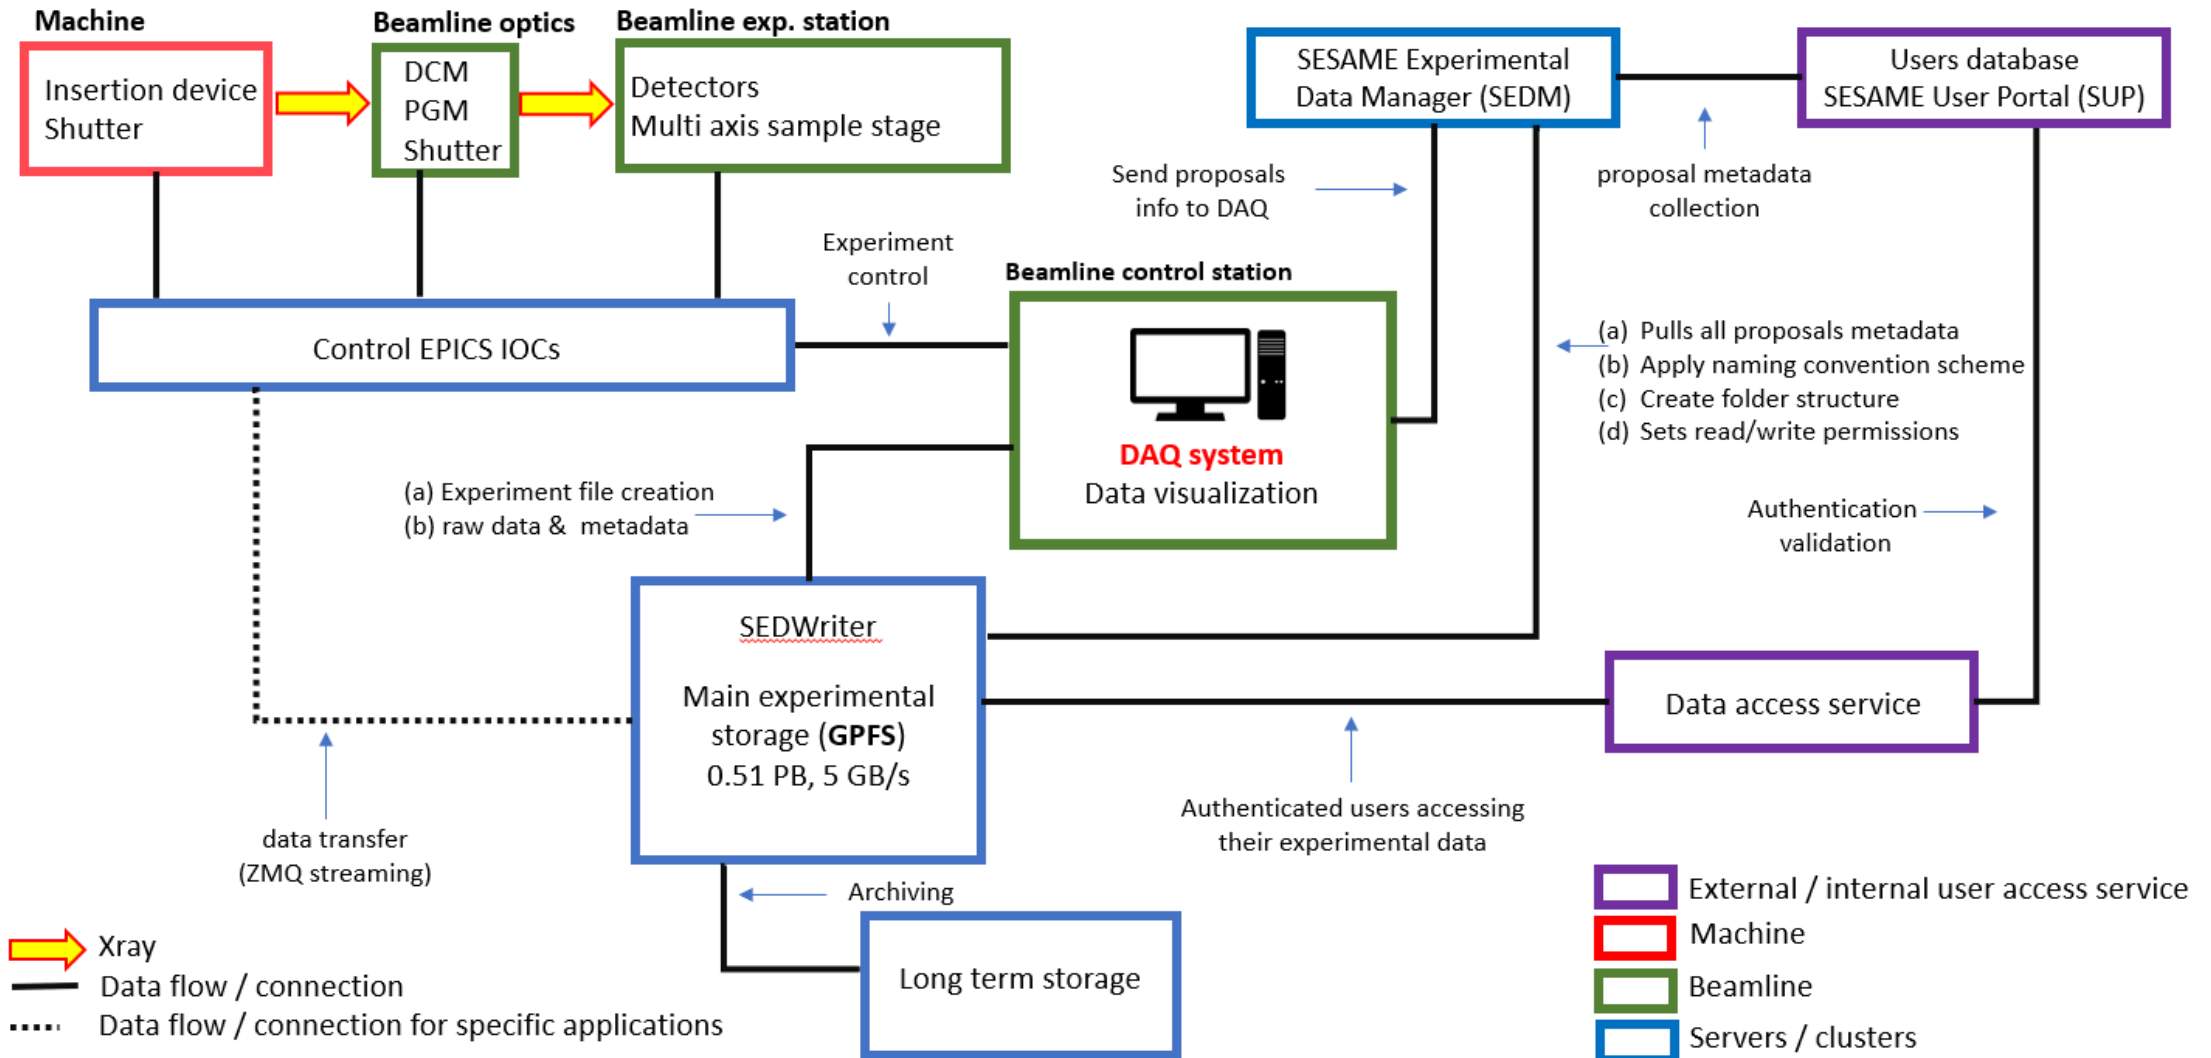 Machine
Insertion device
Shutter
Beamline optics
DCM
PGM
Shutter
Beamline exp. station
Detectors
Multi axis sample stage
SESAME Experimental
Data Manager (SEDM)
Users database
SESAME User Portal (SUP)
Send proposals
info to DAQ
proposal metadata
collection
Experiment
control
Beamline control station
Control EPICS IOCs
DAQ system
Data visualization
(a) Pulls all proposals metadata
(b) Apply naming convention scheme
(c) Create folder structure
(d) Sets read/write permissions
(a) Experiment file creation
(b) raw data & metadata
Authentication
validation
SEDWriter
Main experimental
storage (GPFS)
0.51 PB, 5 GB/s
Data access service
data transfer
(ZMQ streaming)
Authenticated users accessing
their experimental data
Archiving
Long term storage
Xray
Data flow / connection
Data flow / connection for specific applications
External / internal user access service
Machine
Beamline
Servers / clusters